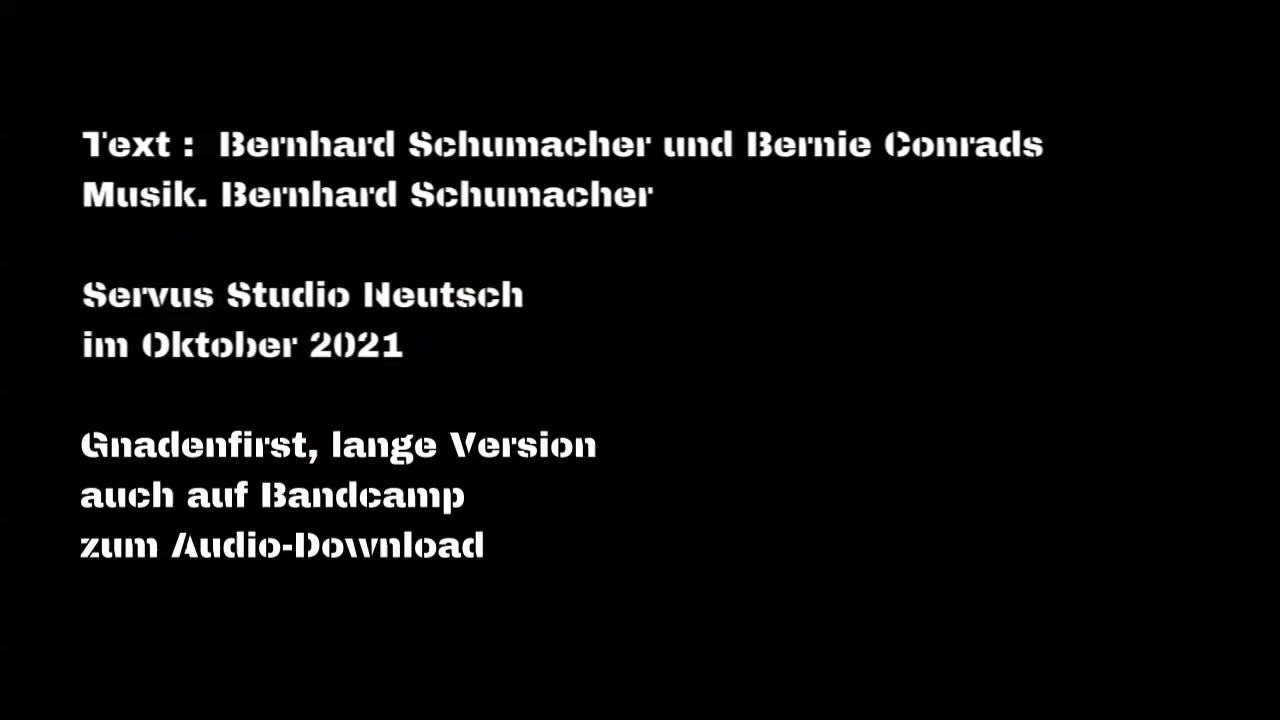 Text :  Bernhard Schumacher und Bernie Conrads
Musik. Bernhard Schumacher
Servus Studio Neutsch
im Oktober 2021
Gnadenfirst, lange Version
auch auf Bandcamp
zum Audio-Download